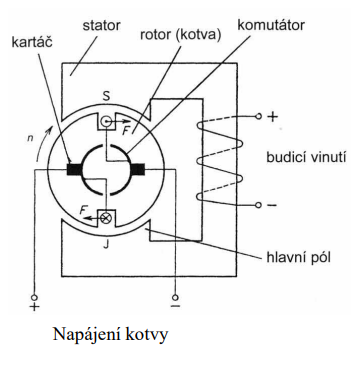 stator
komutátor
kartáč
rotor (kotva)
S
F
n
+
budicí vinutí
−
F
J
hlavní pól
+
−
Napájení kotvy